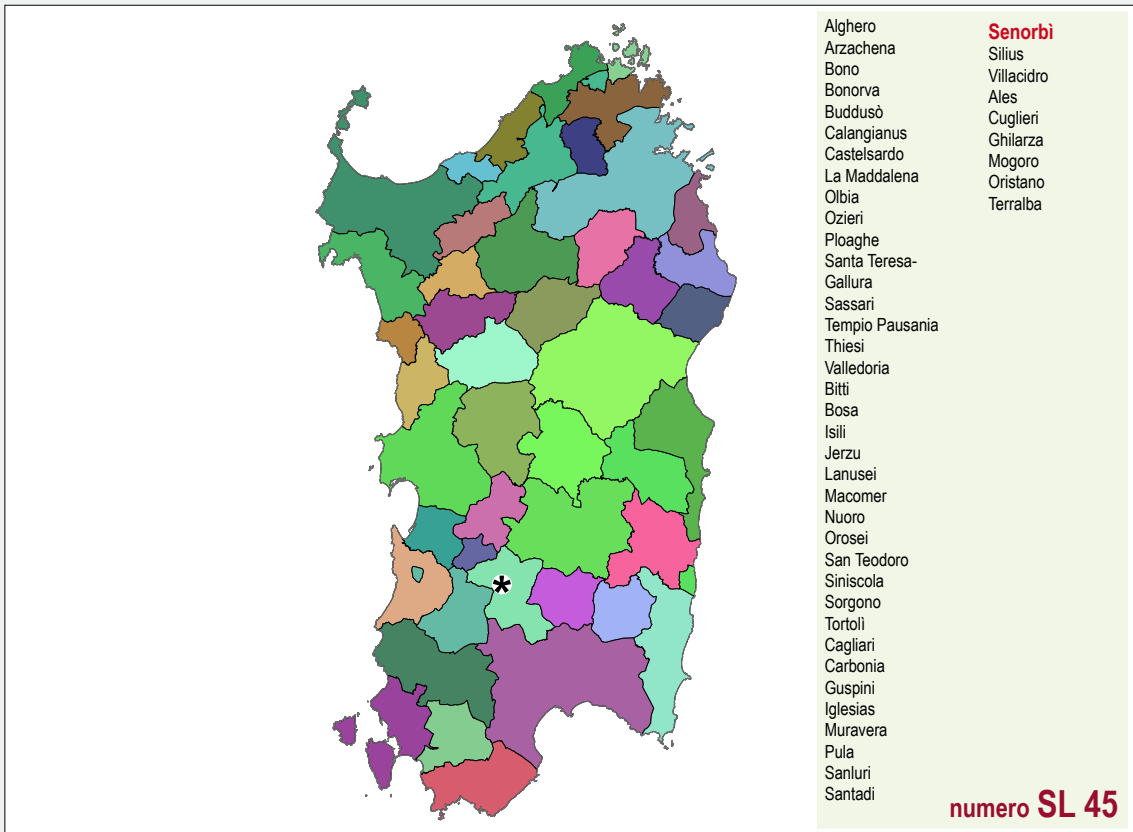 Alghero
Arzachena
Bono
Bonorva
Buddusò
Calangianus
Castelsardo
La Maddalena
Olbia
Ozieri
Ploaghe
Santa Teresa-
Gallura
Sassari
Tempio Pausania
Thiesi
Valledoria
Bitti
Bosa
Isili
Jerzu
Lanusei
Macomer
Nuoro
Orosei
San Teodoro
Siniscola
Sorgono
Tortolì
Cagliari
Carbonia
Guspini
Iglesias
Muravera
Pula
Sanluri
Santadi
Senorbì
Silius
Villacidro
Ales
Cuglieri
Ghilarza
Mogoro
Oristano
Terralba
*
numero SL 45